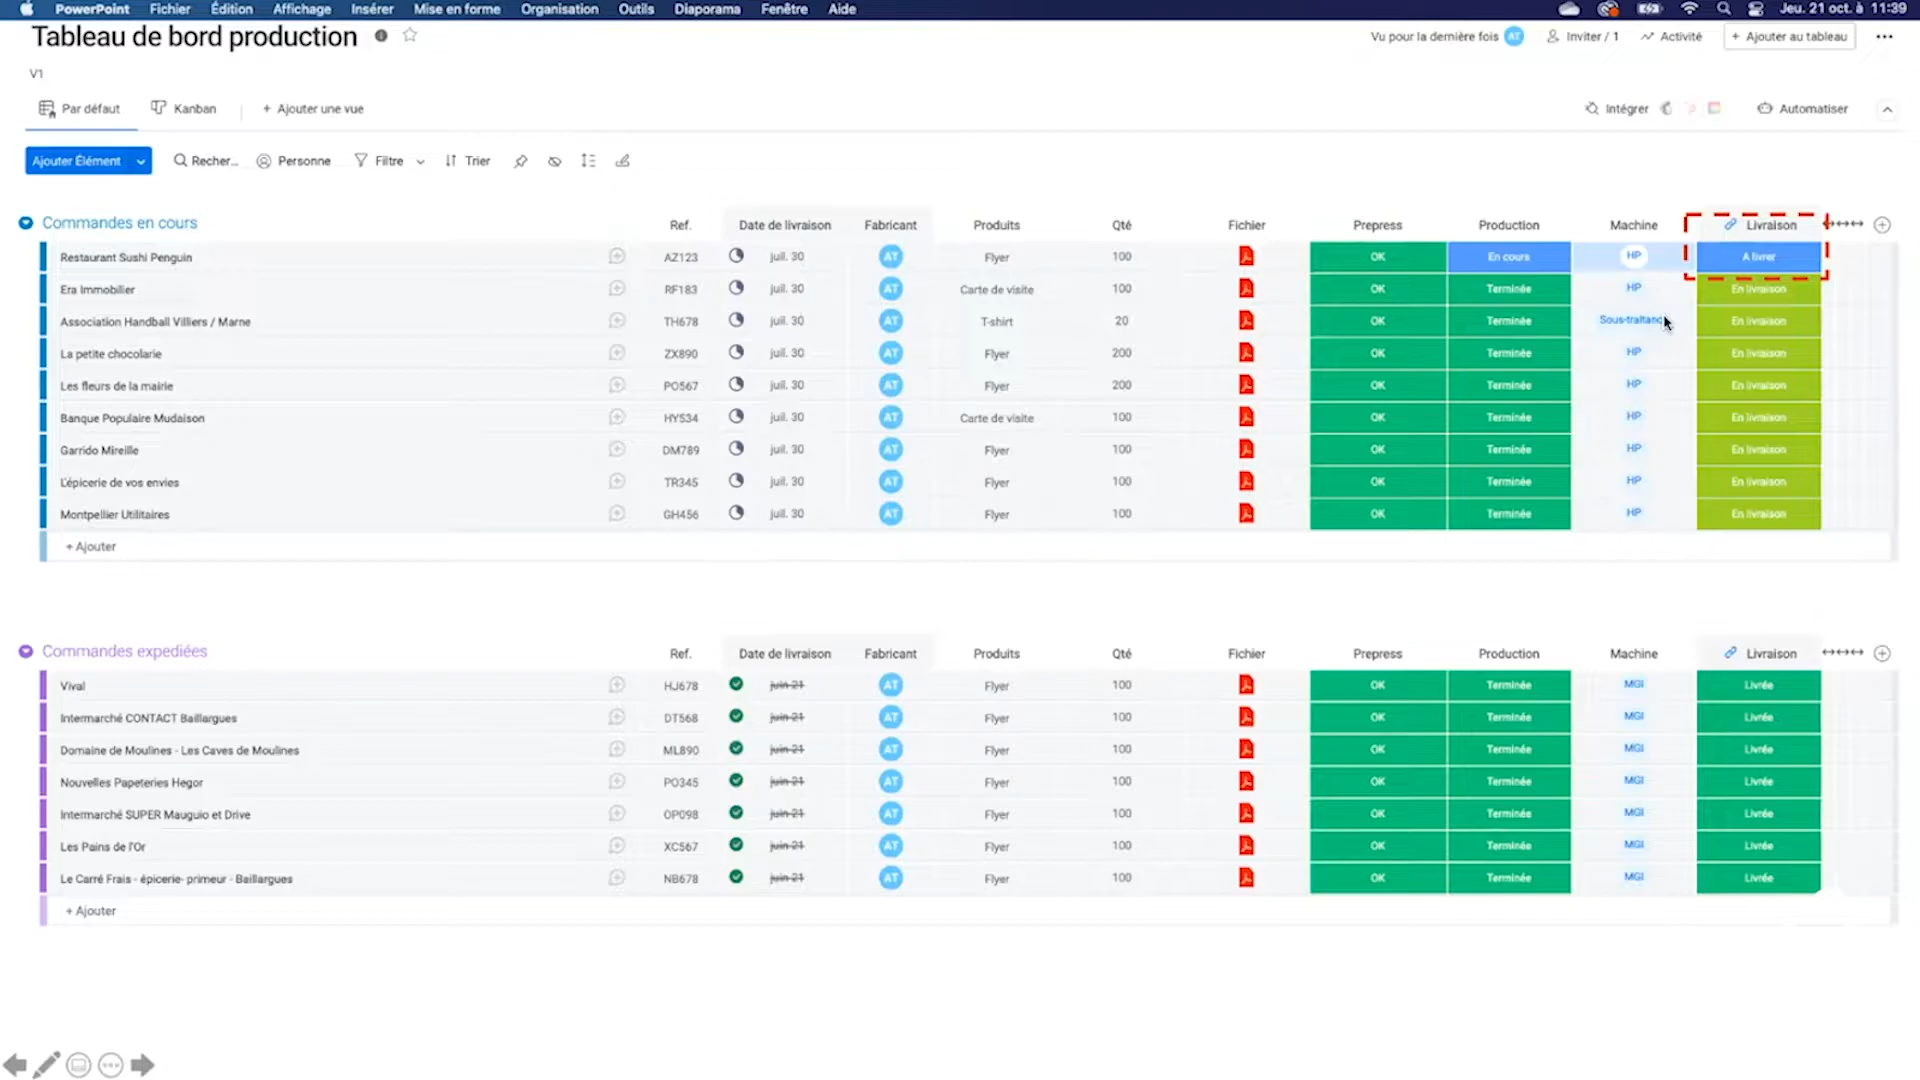 PowerPoint Fichier Édition Affichage Insérer Mise en forme Organisation Outils Diaporama Fenêtre Aide Jeu. 21 oct. à 11:39
Tableau de bord production Vu pour la dernière fois AT Inviter / 1 Activité + Ajouter au tableau
V1
Par défaut Kanban + Ajouter une vue Intégrer Automatiser
Ajouter Élément Recher... Personne Filtre Trier
Commandes en cours Ref. Date de livraison Fabricant Produits Qté Fichier Prepress Production Machine Livraison
Restaurant Sushi Penguin AZ123 juil. 30 AT Flyer 100 OK En cours HP A livrer
Era Immobilier RF183 juil. 30 AT Carte de visite 100 OK Terminée HP En livraison
Association Handball Villiers / Marne TH678 juil. 30 AT T-shirt 20 OK Terminée En livraison
La petite chocolarie ZX890 juil. 30 AT Flyer 200 OK Terminée HP En livraison
Les fleurs de la mairie PO567 juil. 30 AT Flyer 200 OK Terminée HP En livraison
Banque Populaire Mudaison HY534 juil. 30 AT Carte de visite 100 OK Terminée HP En livraison
Garrido Mireille DM789 juil. 30 AT Flyer 100 OK Terminée HP En livraison
L'épicerie de vos envies TR345 juil. 30 AT Flyer 100 OK Terminée HP En livraison
Montpellier Utilitaires GH456 juil. 30 AT Flyer 100 OK Terminée HP En livraison
+ Ajouter
Commandes expediées Ref. Date de livraison Fabricant Produits Qté Fichier Prepress Production Machine Livraison
Vival HJ678 juin 21 AT Flyer 100 OK Terminée MGI Livrée
Intermarché CONTACT Baillargues DT568 juin 21 AT Flyer 100 OK Terminée MGI Livrée
Domaine de Moulines - Les Caves de Moulines ML890 juin 21 AT Flyer 100 OK Terminée MGI Livrée
Nouvelles Papeteries Hegor PO345 juin 21 AT Flyer 100 OK Terminée MGI Livrée
Intermarché SUPER Mauguio et Drive OP098 juin 21 AT Flyer 100 OK Terminée MGI Livrée
Les Pains de l'Or XC567 juin 21 AT Flyer 100 OK Terminée MGI Livrée
Le Carré Frais - épicerie- primeur - Baillargues NB678 juin 21 AT Flyer 100 OK Terminée MGI Livrée
+ Ajouter